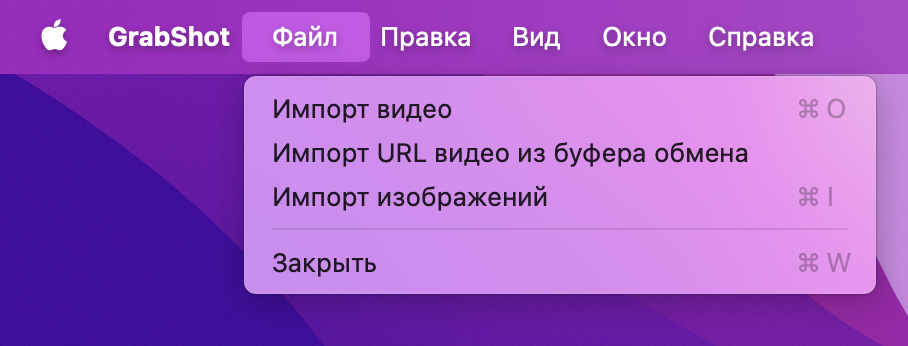 GrabShot Файл Правка Вид Окно Справка
Импорт видео ⌘ O
Импорт URL видео из буфера обмена
Импорт изображений ⌘ I
Закрыть ⌘ W